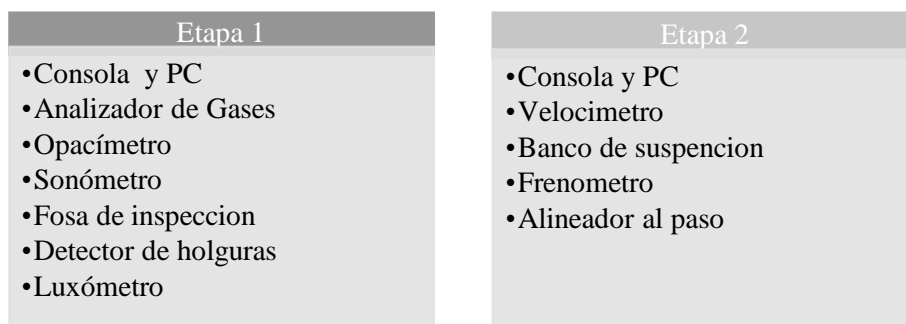 Etapa 1
•Consola y PC
•Analizador de Gases
•Opacímetro
•Sonómetro
•Fosa de inspeccion
•Detector de holguras
•Luxómetro
Etapa 2
•Consola y PC
•Velocimetro
•Banco de suspencion
•Frenometro
•Alineador al paso